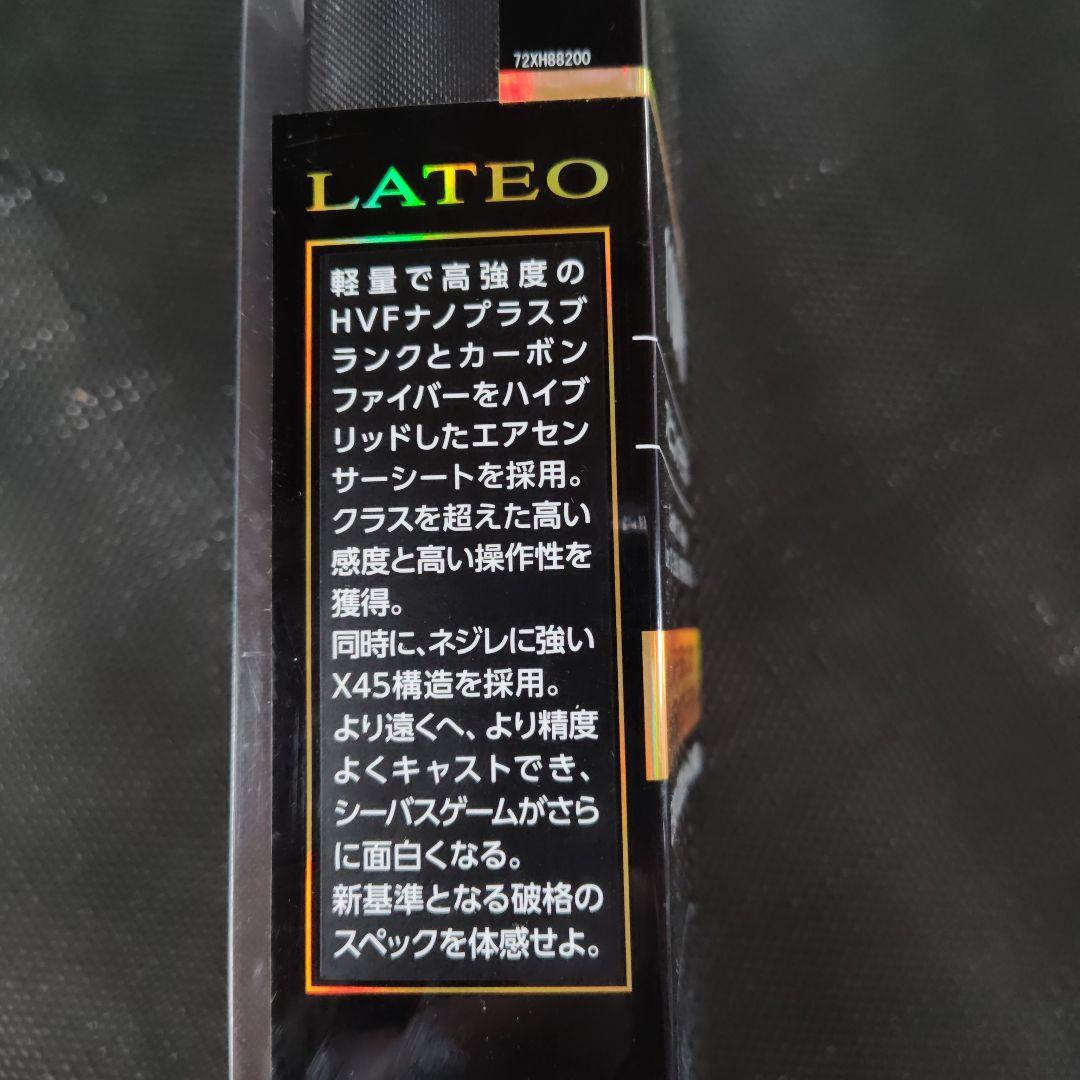 72XH88200
LATEO
軽量で高強度の
HVFナノプラスブ
ランクとカーボン
ファイバーをハイブ
リッドしたエアセン
サーシートを採用。
クラスを超えた高い
感度と高い操作性を
獲得。
同時に、ネジレに強い
X45構造を採用。
より遠くへ、より精度
よくキャストでき、
シーバスゲームがさら
に面白くなる。
新基準となる破格の
スペックを体感せよ。